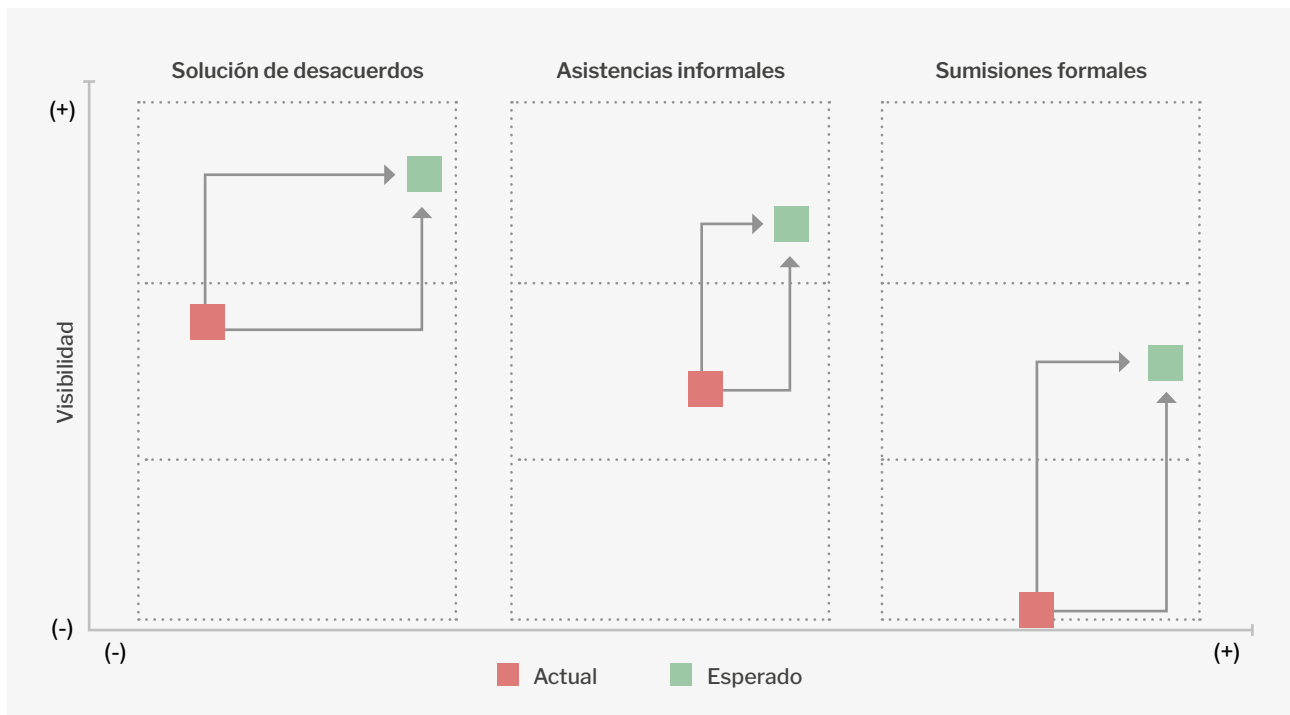 Solución de desacuerdos
Asistencias informales
Sumisiones formales
(+)
Visibilidad
(-)
(-)
(+)
Actual
Esperado